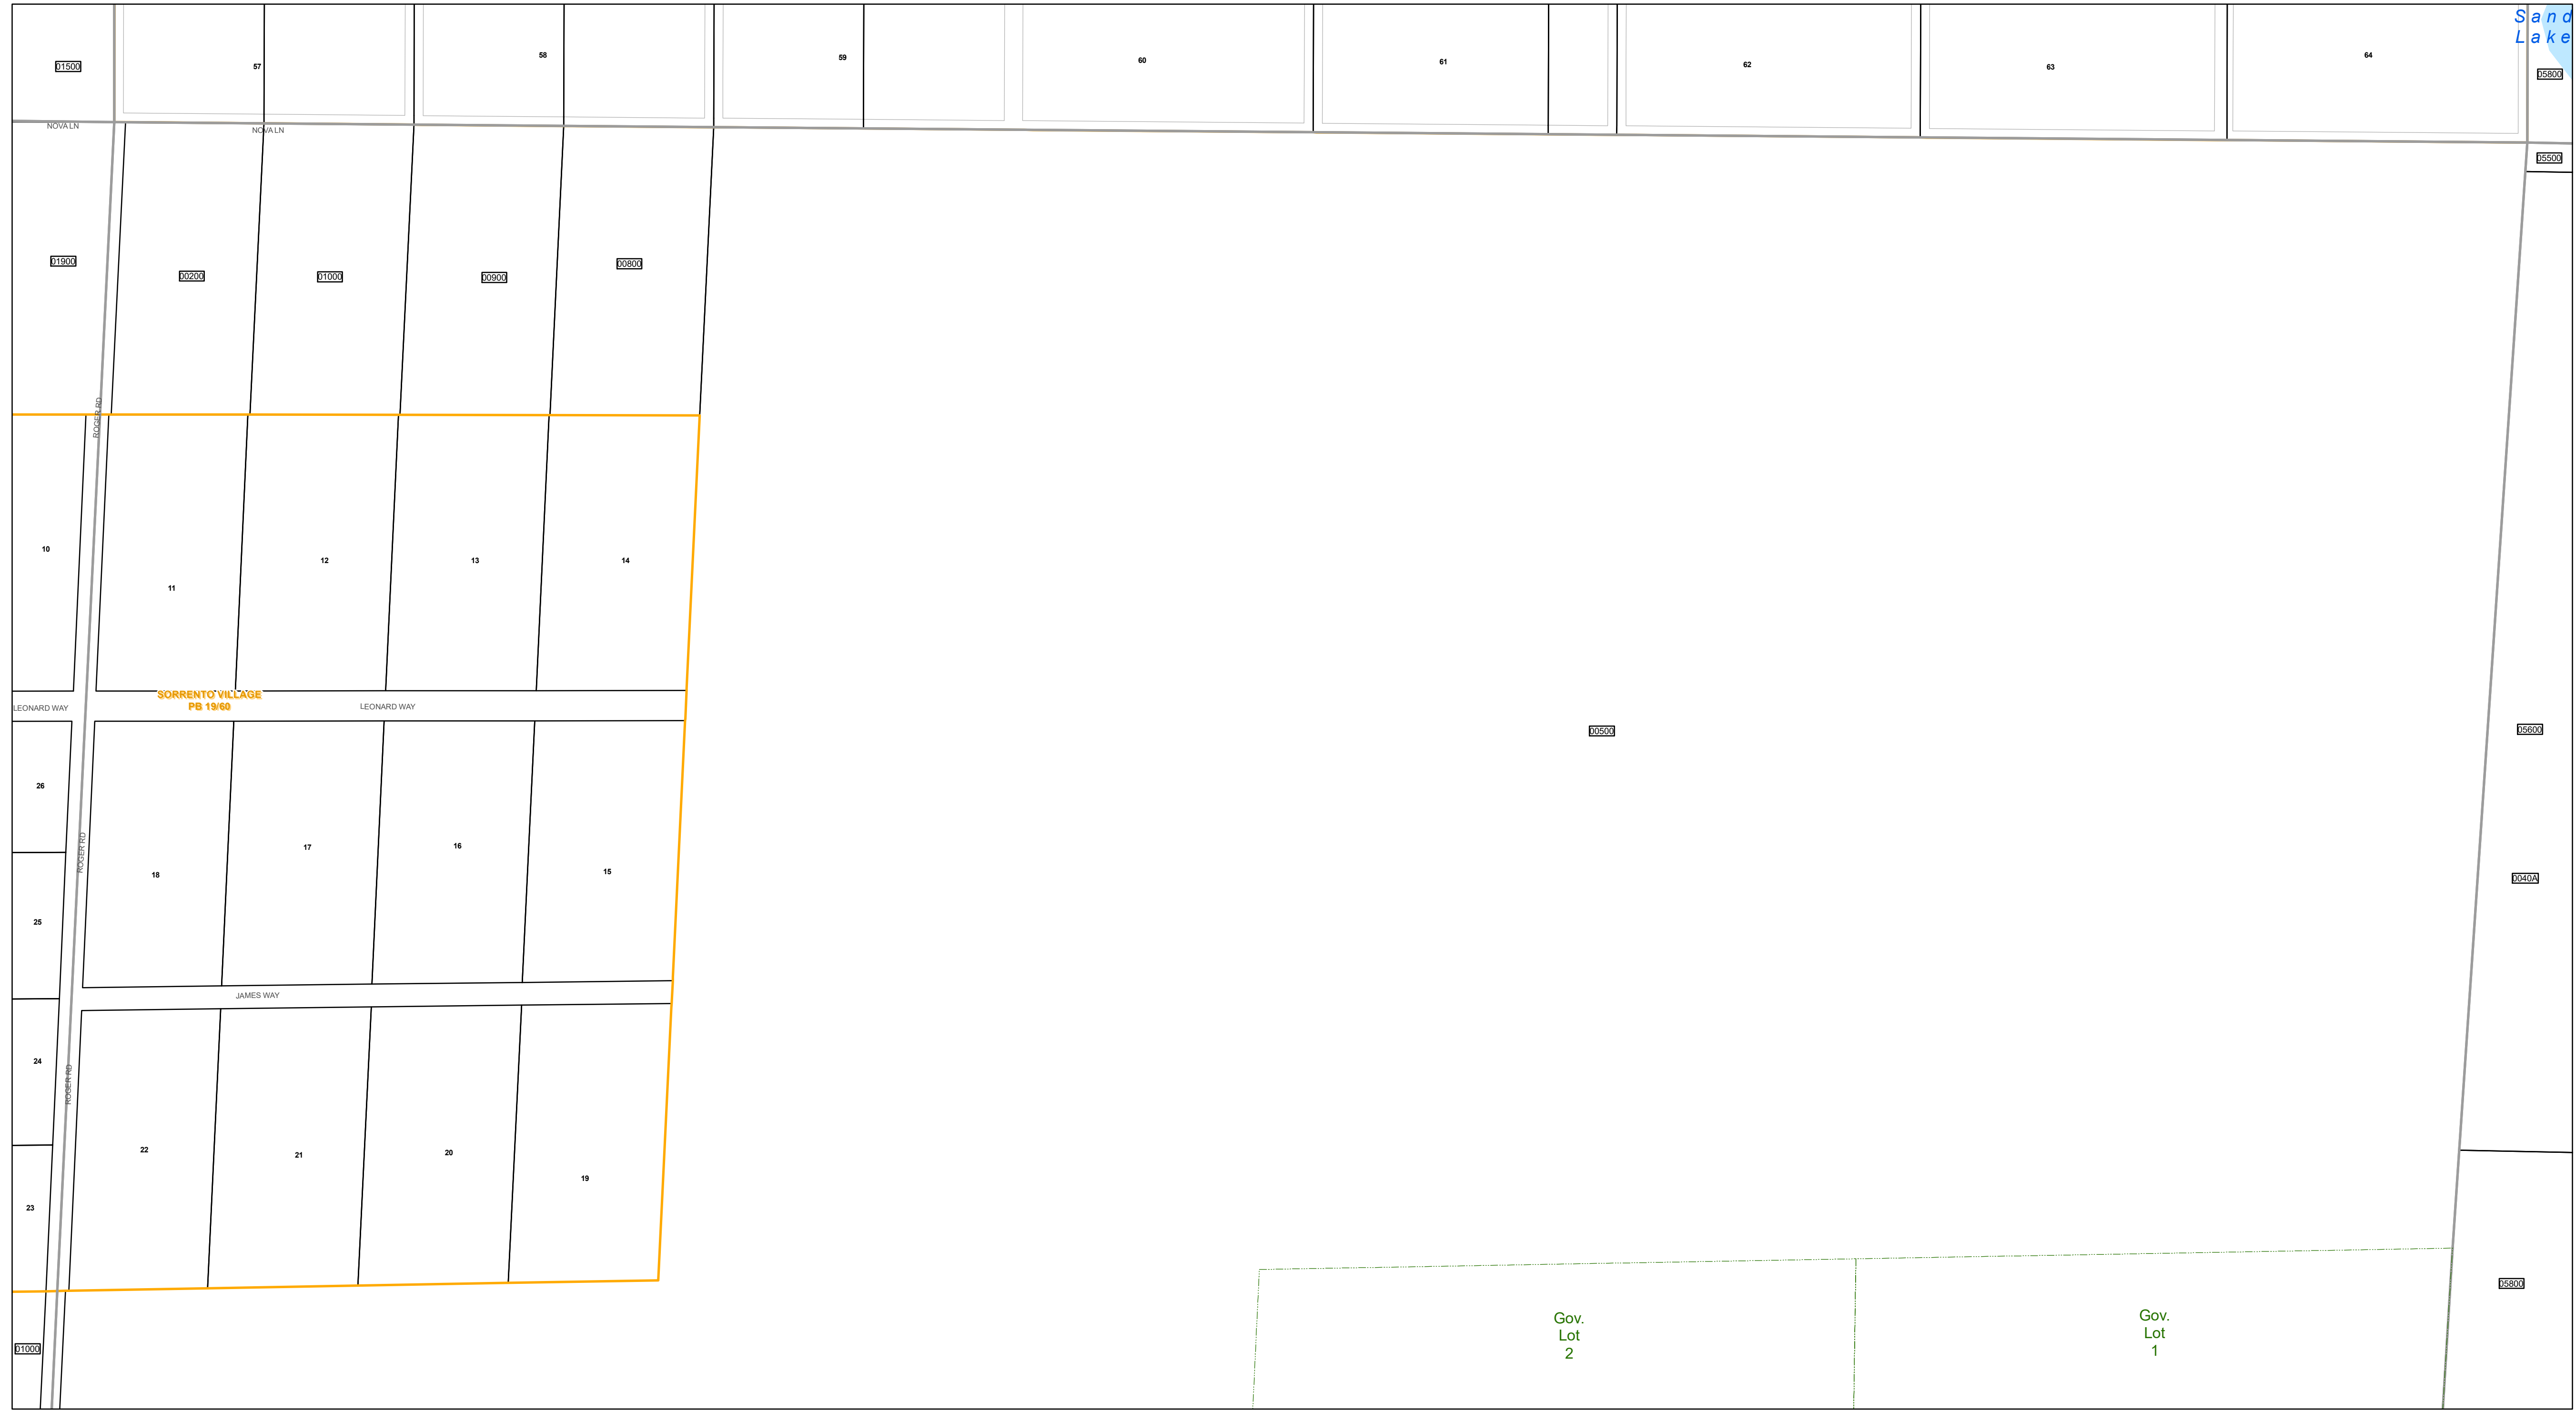 Sand
Lake
01500
57
58
59
60
61
62
63
64
05800
NOVA LN
NOVA LN
05500
01900
00200
01000
00900
00800
ROGER RD
10
11
12
13
14
SORRENTO VILLAGE
PB 19/60
LEONARD WAY
LEONARD WAY
00500
05600
26
18
17
16
15
ROGER RD
0040A
25
JAMES WAY
24
ROGER RD
22
21
20
19
23
05800
Gov.
Lot
2
Gov.
Lot
1
01000